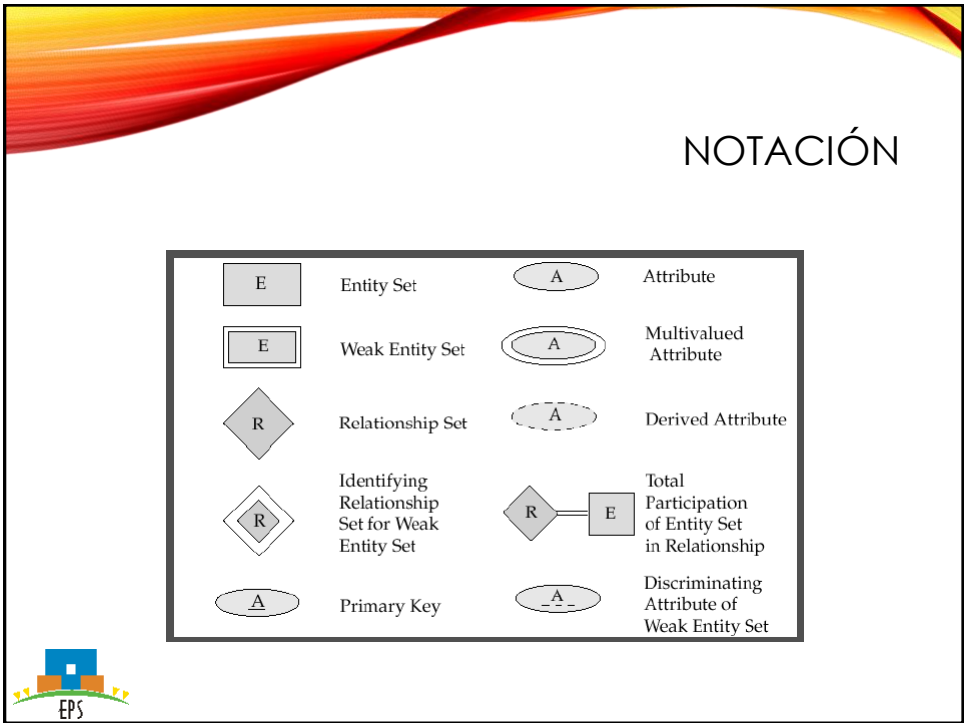 NOTACIÓN
E
Entity Set
A
Attribute
E
Weak Entity Set
A
Multivalued
Attribute
R
Relationship Set
A
Derived Attribute
R
Identifying
Relationship
Set for Weak
Entity Set
R
E
Total
Participation
of Entity Set
in Relationship
A
Primary Key
A
Discriminating
Attribute of
Weak Entity Set
EPS